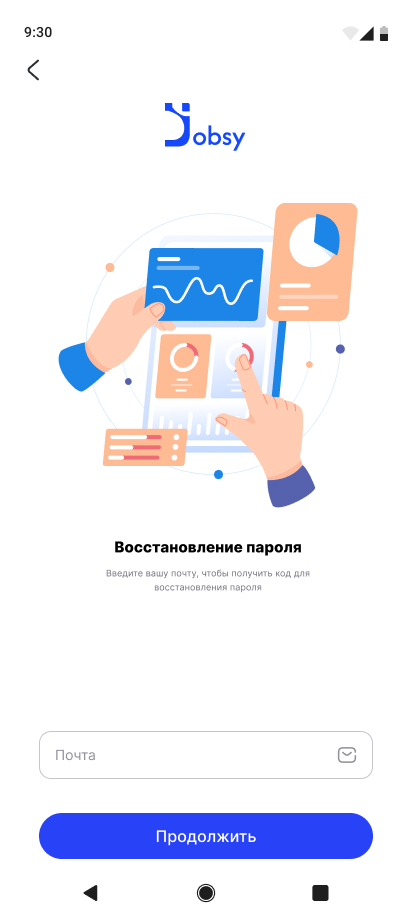 9:30
Jobsy
Восстановление пароля
Введите вашу почту, чтобы получить код для
восстановления пароля
Почта
Продолжить